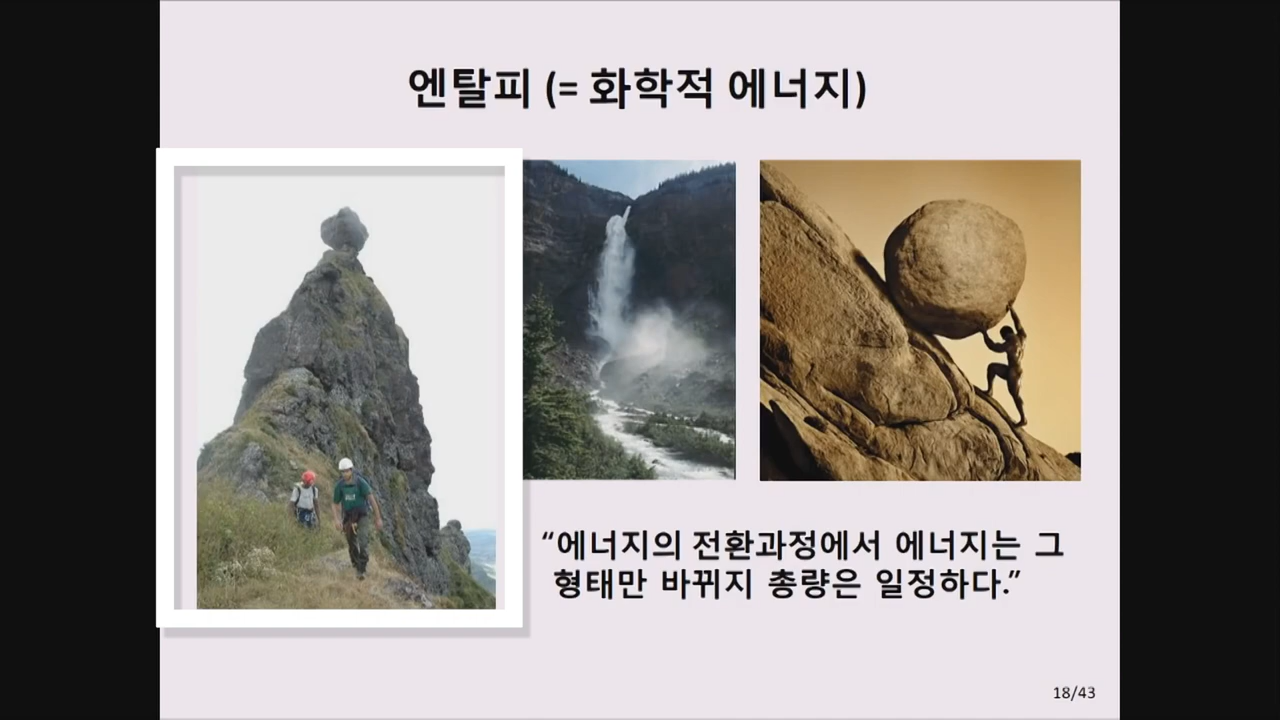 엔탈피 (= 화학적 에너지)
“에너지의 전환과정에서 에너지는 그
형태만 바뀌지 총량은 일정하다.”
18/43